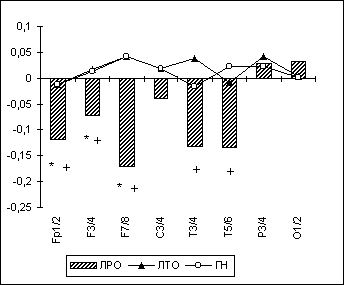 0,1
0,05
0
-0,05
-0,1
-0,15
-0,2
-0,25
* +
* +
* +
+
+
Fp1/2
F3/4
F7/8
C3/4
T3/4
T5/6
P3/4
O1/2
ЛРО ЛТО ГН